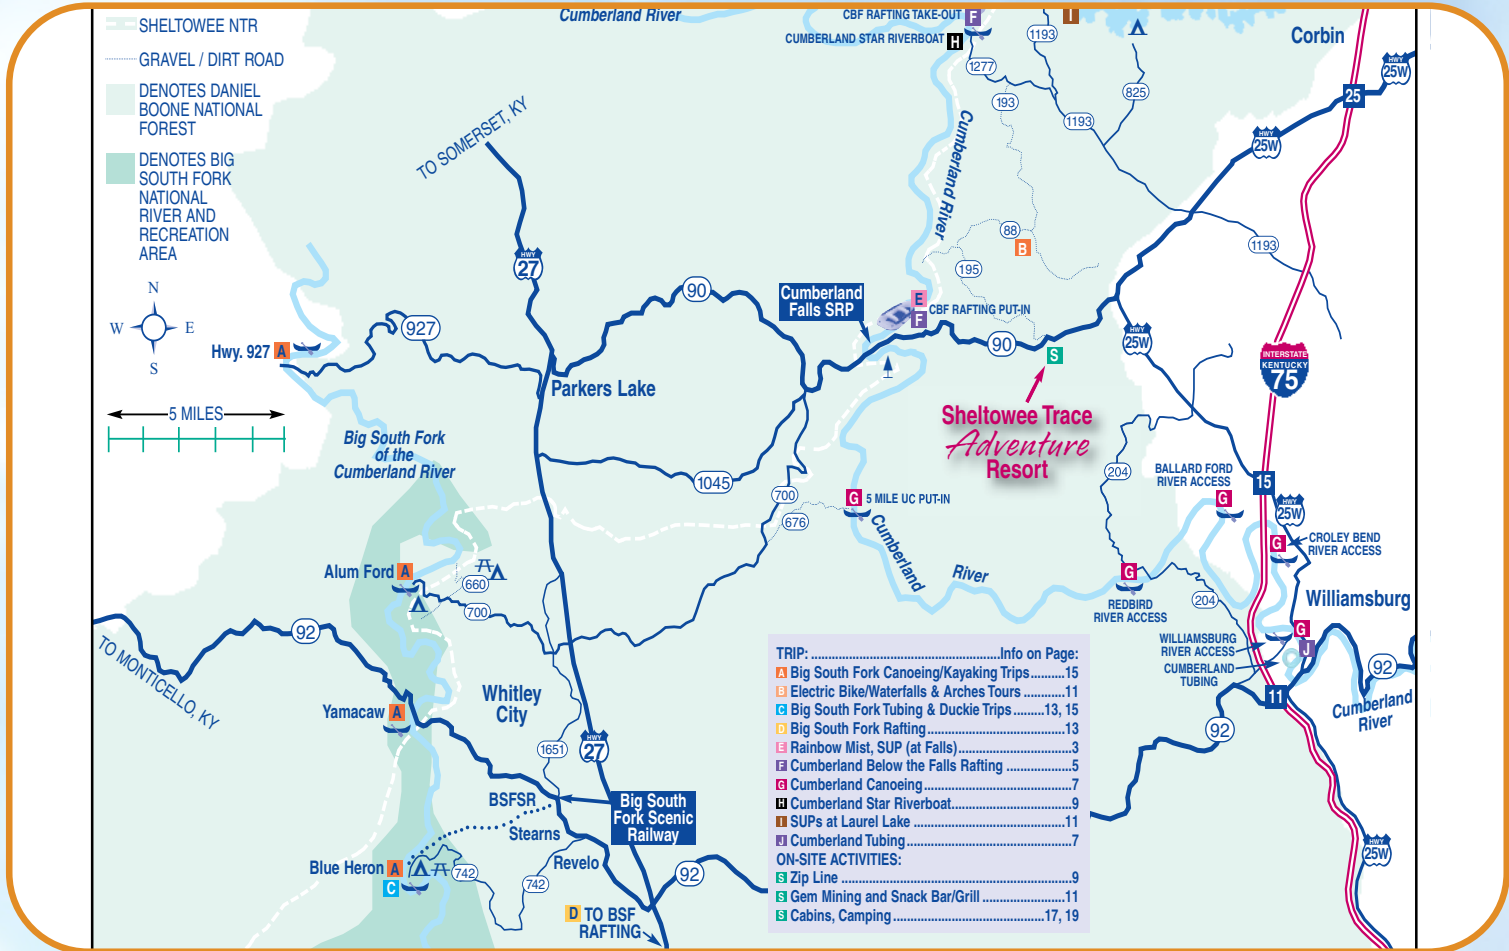 SHELTOWEE NTR
GRAVEL / DIRT ROAD
DENOTES DANIEL
BOONE NATIONAL
FOREST
DENOTES BIG
SOUTH FORK
NATIONAL
RIVER AND
RECREATION
AREA
N
W
E
S
5 MILES
Cumberland River
CBF RAFTING TAKE-OUT
F
I
CUMBERLAND STAR RIVERBOAT
H
1193
1277
193
825
1193
Corbin
HWY
25W
25
HWY
25W
TO SOMERSET, KY
Cumberland River
88
B
195
1193
HWY
27
90
927
Hwy. 927
A
Cumberland
Falls SRP
E
F
CBF RAFTING PUT-IN
90
S
HWY
25W
INTERSTATE
KENTUCKY
75
Parkers Lake
Sheltowee Trace
Adventure
Resort
Big South Fork
of the
Cumberland River
1045
700
676
G
5 MILE UC PUT-IN
204
BALLARD FORD
RIVER ACCESS
G
15
HWY
25W
G
CROLEY BEND
RIVER ACCESS
Cumberland
River
Alum Ford
A
660
700
G
REDBIRD
RIVER ACCESS
204
Williamsburg
G
J
WILLIAMSBURG
RIVER ACCESS
CUMBERLAND
TUBING
92
11
Cumberland
River
92
92
TO MONTICELLO, KY
Yamacaw
A
Whitley
City
1651
HWY
27
BSFSR
Big South
Fork Scenic
Railway
Stearns
Revelo
Blue Heron
A
C
742
742
92
D
TO BSF
RAFTING
HWY
25W
TRIP: ..........Info on Page:
A Big South Fork Canoeing/Kayaking Trips..........15
B Electric Bike/Waterfalls & Arches Tours ............11
C Big South Fork Tubing & Duckie Trips.........13, 15
D Big South Fork Rafting..........13
E Rainbow Mist, SUP (at Falls)..........3
F Cumberland Below the Falls Rafting ..........5
G Cumberland Canoeing..........7
H Cumberland Star Riverboat..........9
I SUPs at Laurel Lake ..........11
J Cumberland Tubing..........7
ON-SITE ACTIVITIES:
S Zip Line ..........9
S Gem Mining and Snack Bar/Grill ..........11
S Cabins, Camping..........17, 19